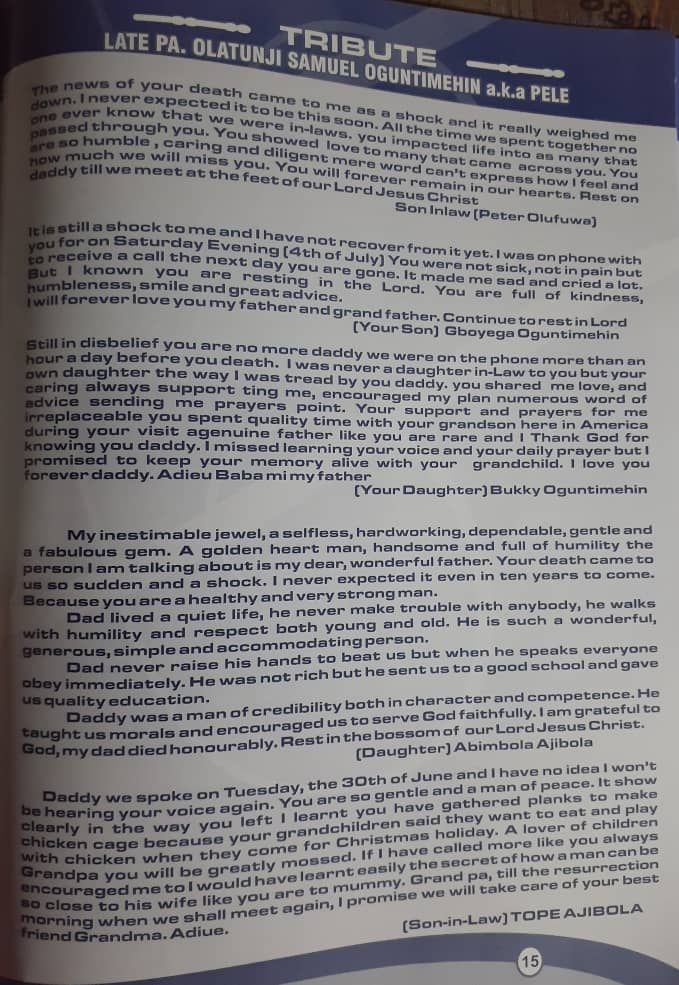 TRIBUTE
LATE PA. OLATUNJI SAMUEL OGUNTIMEHIN a.k.a PELE
The news of your death came to me as a shock and it really weighed me
down. I never expected it to be this soon. All the time we spent together no
one ever know that we were in-laws. you impacted life into as many that
passed through you. You showed love to many that came across you. You
are so humble , caring and diligent mere word can't express how I feel and
how much we will miss you. You will forever remain in our hearts. Rest on
daddy till we meet at the feet of our Lord Jesus Christ
Son Inlaw (Peter Olufuwa)
It is still a shock to me and I have not recover from it yet. I was on phone with
you for on Saturday Evening (4th of July) You were not sick, not in pain but
to receive a call the next day you are gone. It made me sad and cried a lot.
But I known you are resting in the Lord. You are full of kindness,
humbleness, smile and great advice.
I will forever love you my father and grand father. Continue to rest in Lord
(Your Son) Gboyega Oguntimehin
Still in disbelief you are no more daddy we were on the phone more than an
hour a day before you death. I was never a daughter in-Law to you but your
own daughter the way I was tread by you daddy. you shared me love, and
caring always support ting me, encouraged my plan numerous word of
advice sending me prayers point. Your support and prayers for me
irreplaceable you spent quality time with your grandson here in America
during your visit agenuine father like you are rare and I Thank God for
knowing you daddy. I missed learning your voice and your daily prayer but I
promised to keep your memory alive with your grandchild. I love you
forever daddy. Adieu Baba mi my father
(Your Daughter) Bukky Oguntimehin
My inestimable jewel, a selfless, hardworking, dependable, gentle and
a fabulous gem. A golden heart man, handsome and full of humility the
person I am talking about is my dear, wonderful father. Your death came to
us so sudden and a shock. I never expected it even in ten years to come.
Because you are a healthy and very strong man.
Dad lived a quiet life, he never make trouble with anybody, he walks
with humility and respect both young and old. He is such a wonderful,
generous, simple and accommodating person.
Dad never raise his hands to beat us but when he speaks everyone
obey immediately. He was not rich but he sent us to a good school and gave
us quality education.
Daddy was a man of credibility both in character and competence. He
taught us morals and encouraged us to serve God faithfully. I am grateful to
God, my dad died honourably. Rest in the bossom of our Lord Jesus Christ.
(Daughter) Abimbola Ajibola
Daddy we spoke on Tuesday, the 30th of June and I have no idea I won't
be hearing your voice again. You are so gentle and a man of peace. It show
clearly in the way you left I learnt you have gathered planks to make
chicken cage because your grandchildren said they want to eat and play
with chicken when they come for Christmas holiday. A lover of children
Grandpa you will be greatly mossed. If I have called more like you always
encouraged me to I would have learnt easily the secret of how a man can be
so close to his wife like you are to mummy. Grand pa, till the resurrection
morning when we shall meet again, I promise we will take care of your best
friend Grandma. Adiue.
(Son-in-Law) TOPE AJIBOLA
15